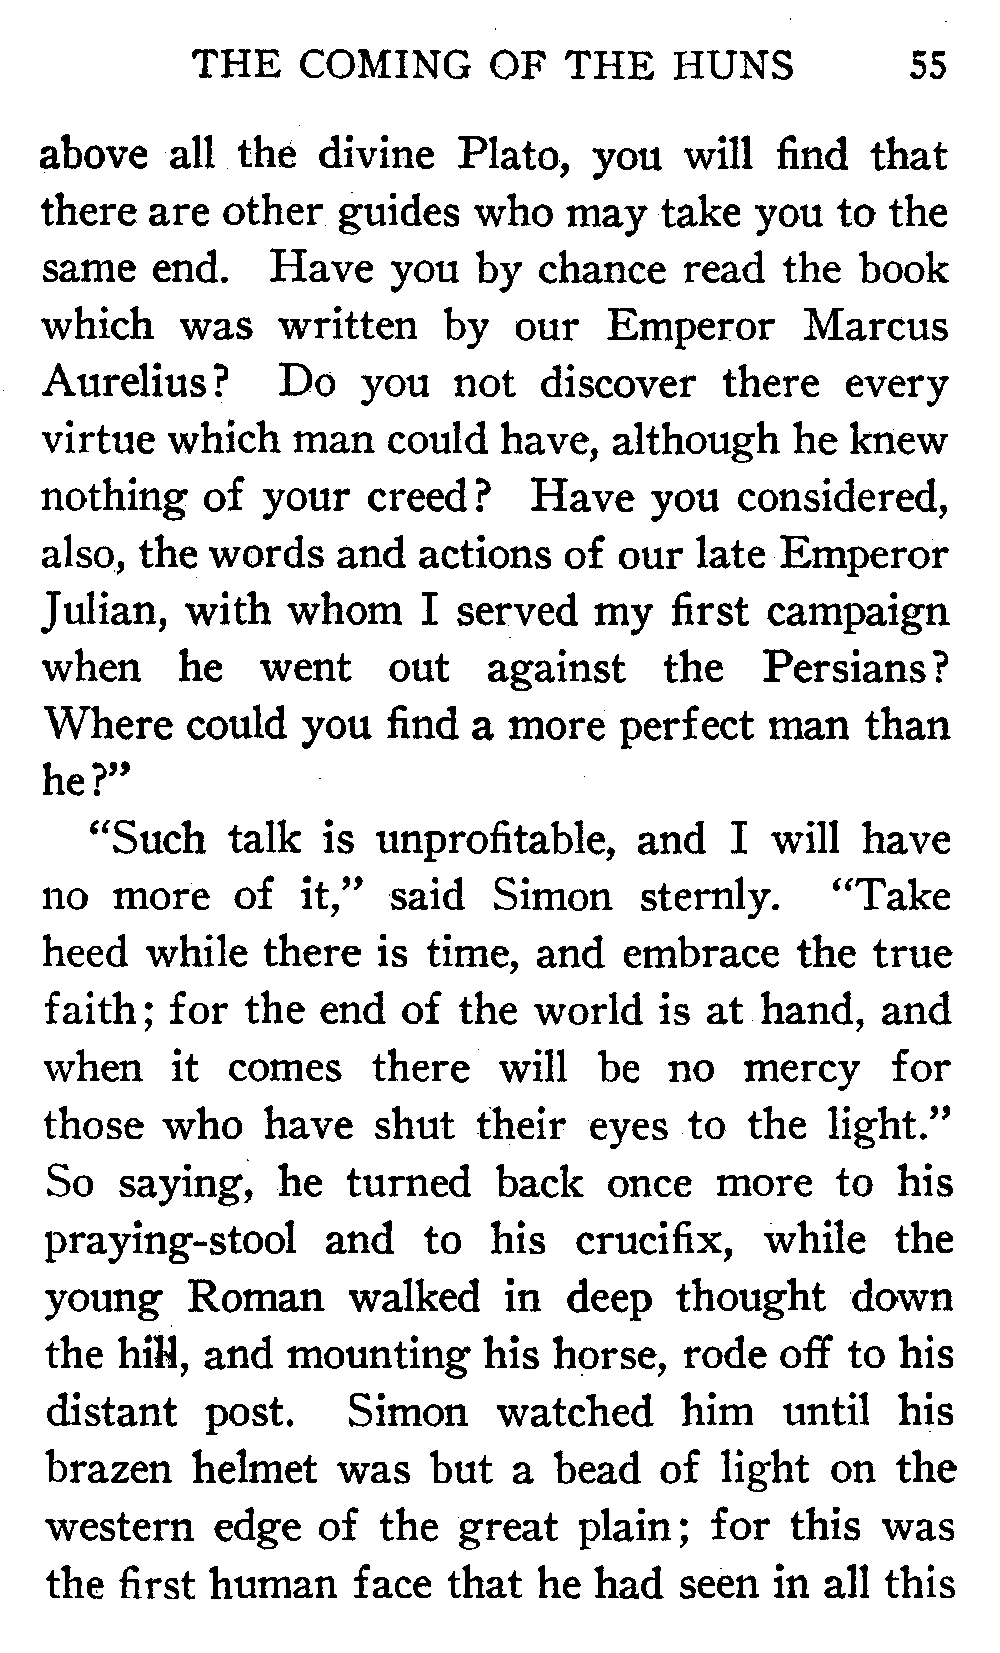 THE COMING OF THE HUNS 55
above all the divine Plato, you will find that
there are other guides who may take you to the
same end. Have you by chance read the book
which was written by our Emperor Marcus
Aurelius? Do you not discover there every
virtue which man could have, although he knew
nothing of your creed? Have you considered,
also, the words and actions of our late Emperor
Julian, with whom I served my first campaign
when he went out against the Persians?
Where could you find a more perfect man than
he?”
“Such talk is unprofitable, and I will have
no more of it,” said Simon sternly. “Take
heed while there is time, and embrace the true
faith; for the end of the world is at hand, and
when it comes there will be no mercy for
those who have shut their eyes to the light.”
So saying, he turned back once more to his
praying-stool and to his crucifix, while the
young Roman walked in deep thought down
the hill, and mounting his horse, rode off to his
distant post. Simon watched him until his
brazen helmet was but a bead of light on the
western edge of the great plain; for this was
the first human face that he had seen in all this